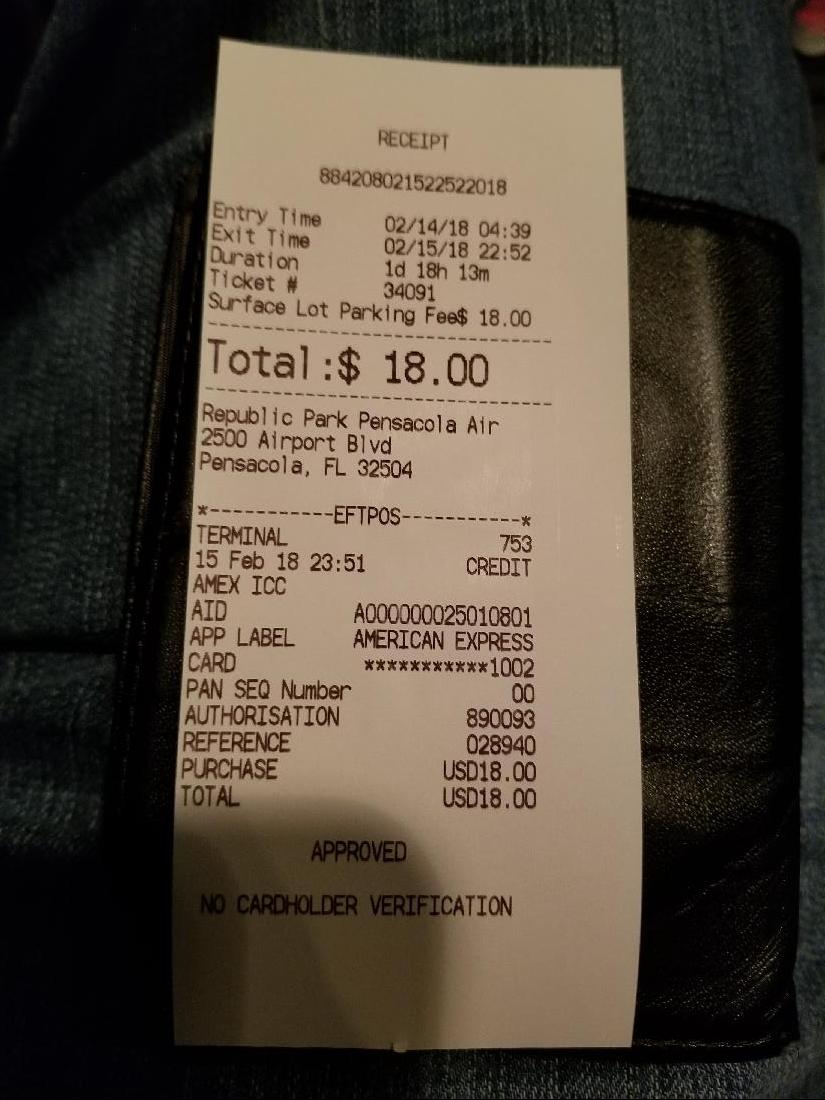 RECEIPT
884208021522522018
Entry Time 02/14/18 04:39
Exit Time 02/15/18 22:52
Duration 1d 18h 13m
Ticket # 34091
Surface Lot Parking Fee$ 18.00
--------------------------------
Total:$ 18.00
--------------------------------
Republic Park Pensacola Air
2500 Airport Blvd
Pensacola, FL 32504
*-----------EFTPOS-----------*
TERMINAL 753
15 Feb 18 23:51 CREDIT
AMEX ICC
AID A000000025010801
APP LABEL AMERICAN EXPRESS
CARD ***********1002
PAN SEQ Number 00
AUTHORISATION 890093
REFERENCE 028940
PURCHASE USD18.00
TOTAL USD18.00
APPROVED
NO CARDHOLDER VERIFICATION